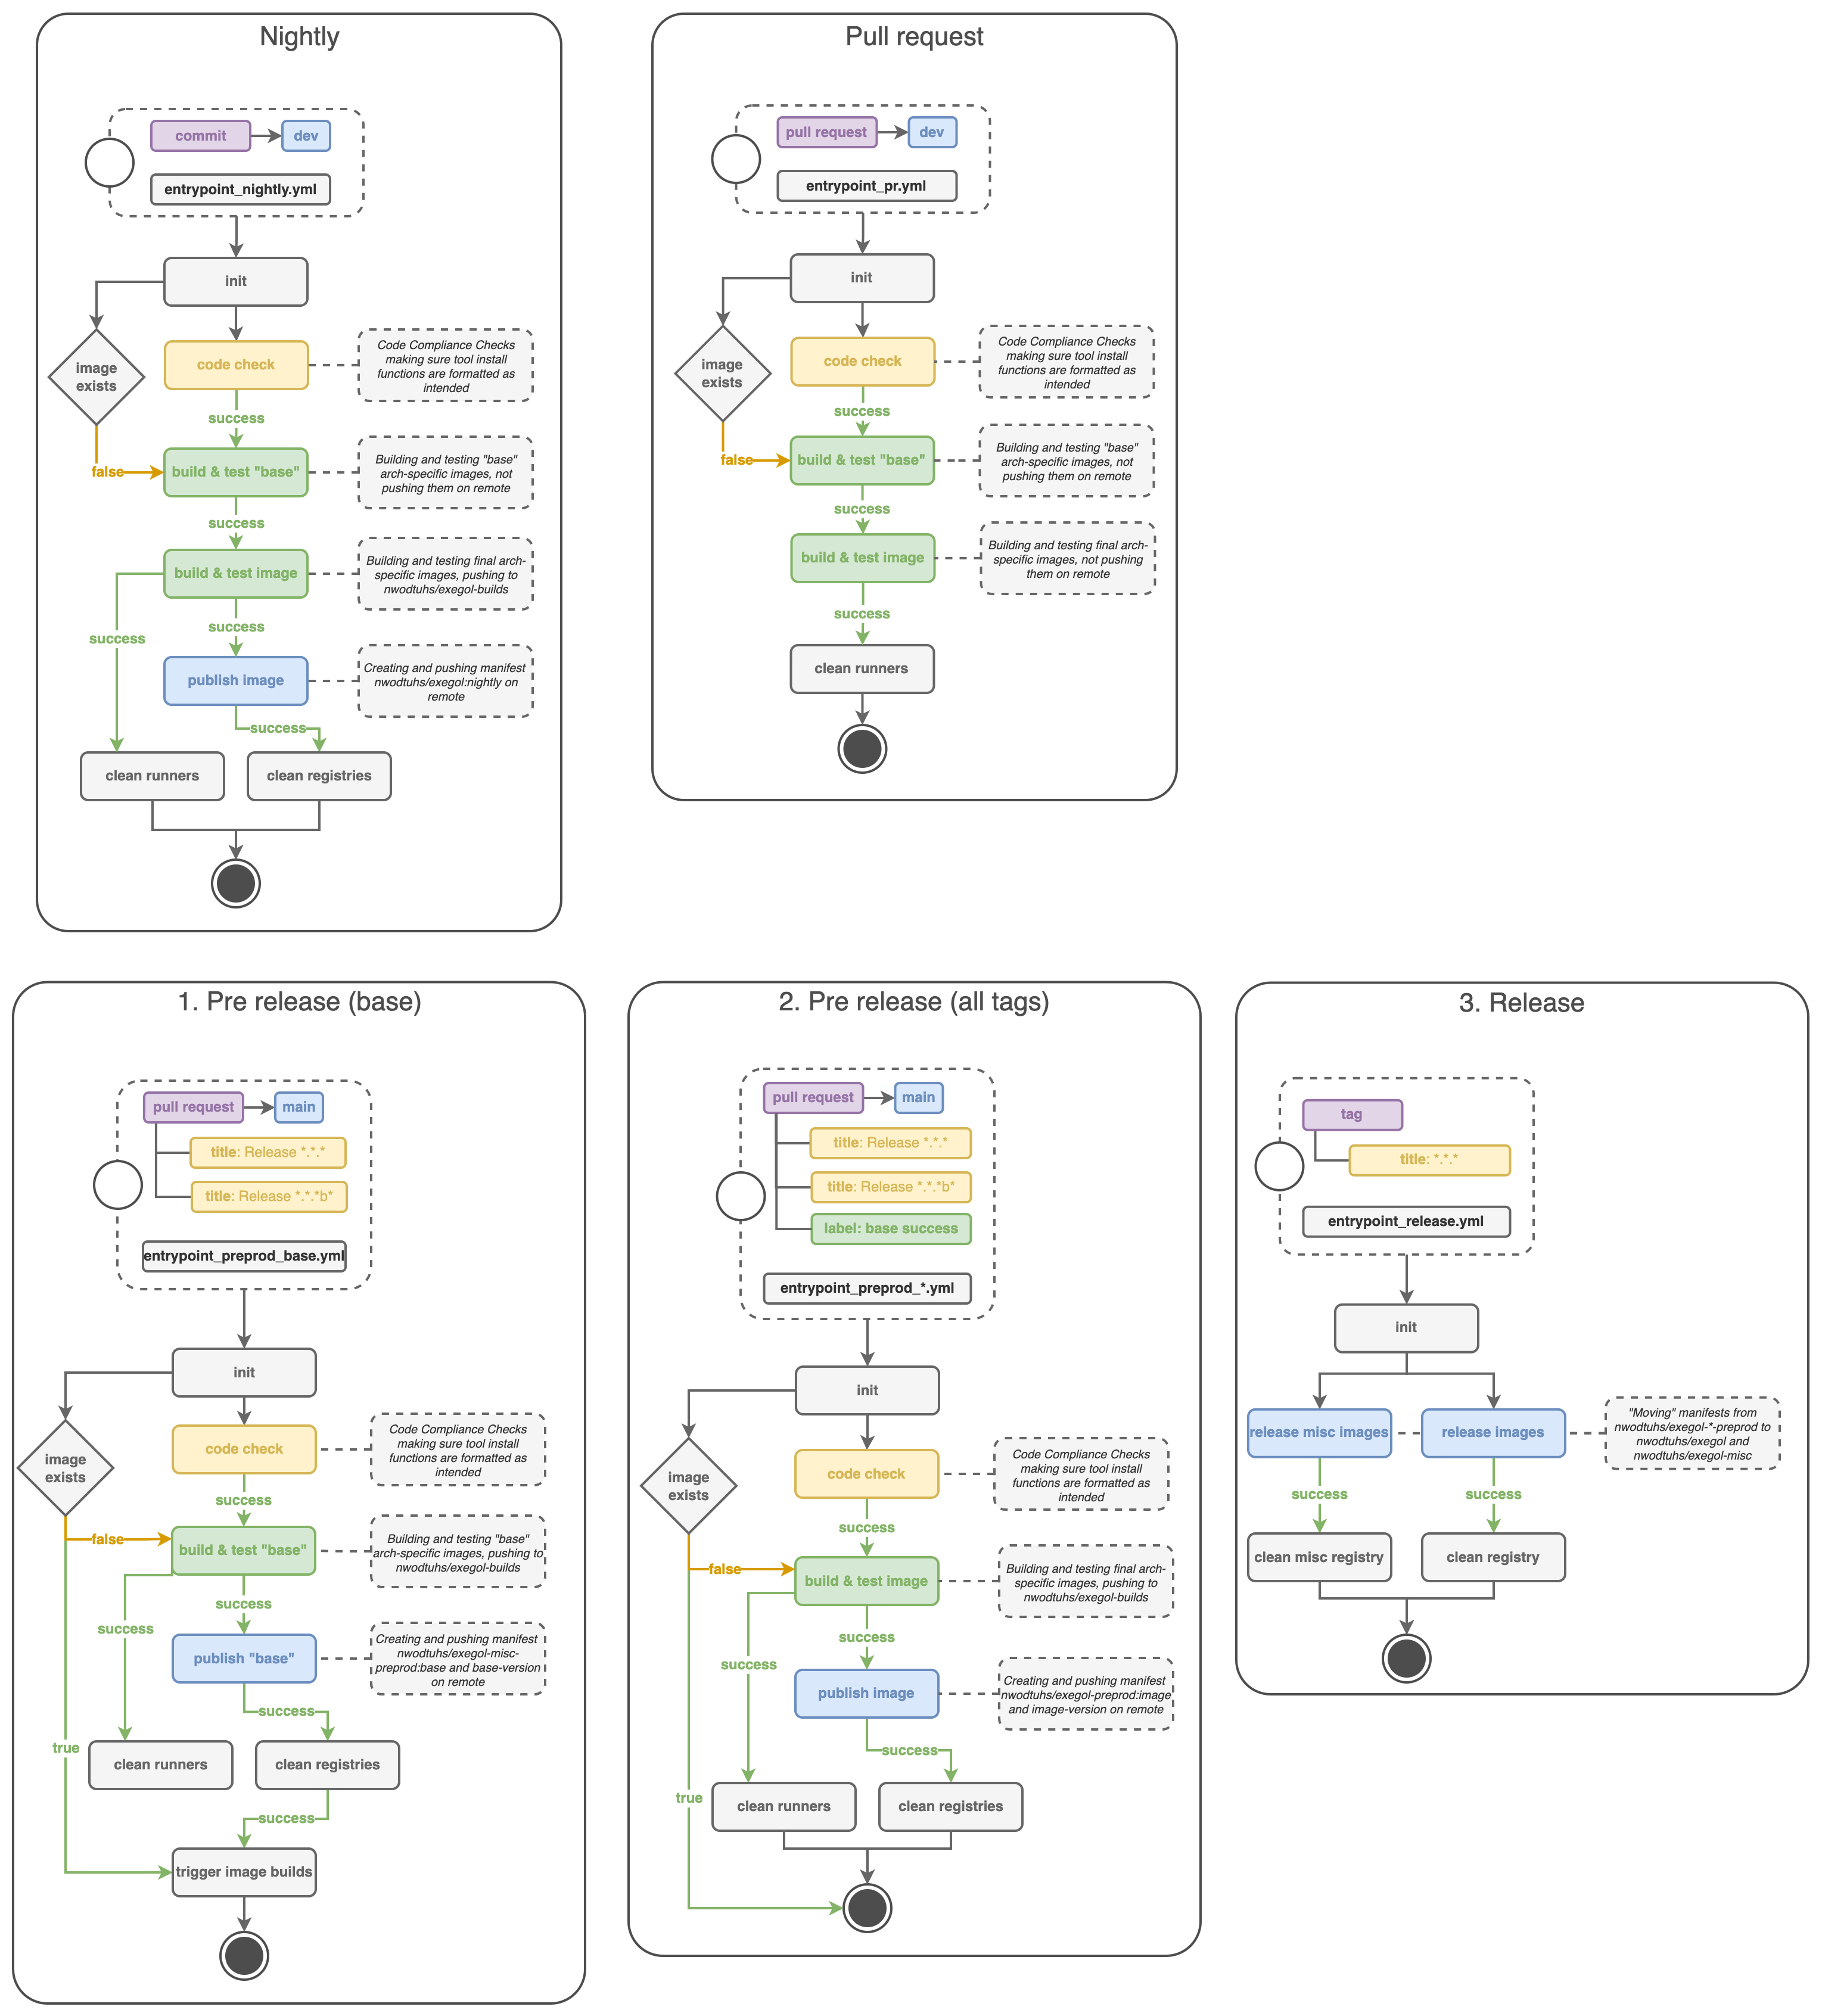 Nightly
commit
dev
entrypoint_nightly.yml
init
image
exists
code check
Code Compliance Checks
making sure tool install
functions are formatted as
intended
success
false
build & test "base"
Building and testing "base"
arch-specific images, not
pushing them on remote
success
build & test image
Building and testing final arch-
specific images, pushing to
nwodtuhs/exegol-builds
success
success
publish image
Creating and pushing manifest
nwodtuhs/exegol:nightly on
remote
success
clean runners
clean registries
Pull request
pull request
dev
entrypoint_pr.yml
init
image
exists
code check
Code Compliance Checks
making sure tool install
functions are formatted as
intended
success
false
build & test "base"
Building and testing "base"
arch-specific images, not
pushing them on remote
success
build & test image
Building and testing final arch-
specific images, not pushing
them on remote
success
clean runners
1. Pre release (base)
pull request
main
title: Release *.*.*
title: Release *.*.*b*
entrypoint_preprod_base.yml
init
image
exists
code check
Code Compliance Checks
making sure tool install
functions are formatted as
intended
success
false
build & test "base"
Building and testing "base"
arch-specific images, pushing to
nwodtuhs/exegol-builds
success
success
publish "base"
Creating and pushing manifest
nwodtuhs/exegol-misc-
preprod:base and base-version
on remote
success
true
clean runners
clean registries
success
trigger image builds
2. Pre release (all tags)
pull request
main
title: Release *.*.*
title: Release *.*.*b*
label: base success
entrypoint_preprod_*.yml
init
image
exists
code check
Code Compliance Checks
making sure tool install
functions are formatted as
intended
success
false
build & test image
Building and testing final arch-
specific images, pushing to
nwodtuhs/exegol-builds
success
success
publish image
Creating and pushing manifest
nwodtuhs/exegol-preprod:image
and image-version on remote
success
true
clean runners
clean registries
3. Release
tag
title: *.*.*
entrypoint_release.yml
init
release misc images
release images
"Moving" manifests from
nwodtuhs/exegol-*-preprod to
nwodtuhs/exegol and
nwodtuhs/exegol-misc
success
success
clean misc registry
clean registry